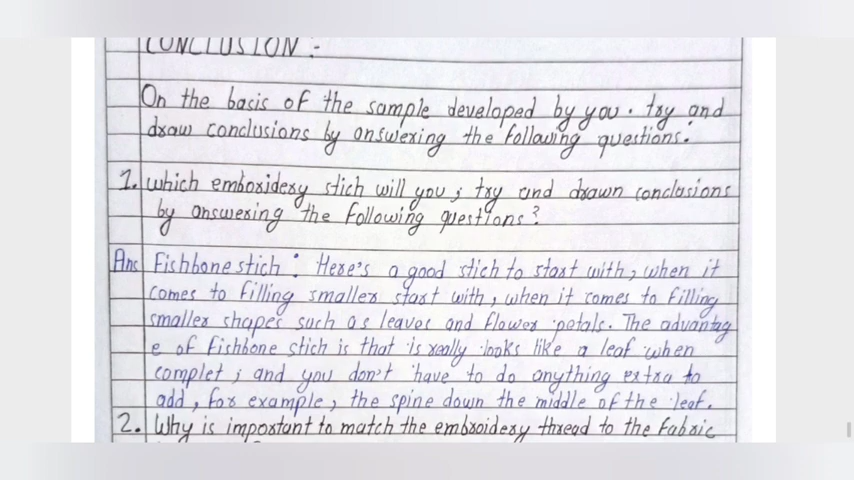 CONCLUSION :-
On the basis of the sample developed by you. try and
draw conclusions by answering the following questions:
1. which emboridery stich will you; try and drawn conclusions
by answering the following questions?
Ans Fishbone stich : Here's a good stich to start with, when it
comes to filling smaller start with, when it comes to filling
smaller shapes such as leaves and flower petals. The advantag
e of fishbone stich is that is really looks like a leaf when
complet; and you don't have to do anything extra to
add, for example, the spine down the middle of the leaf.
2. Why is important to match the embroidery thread to the fabric